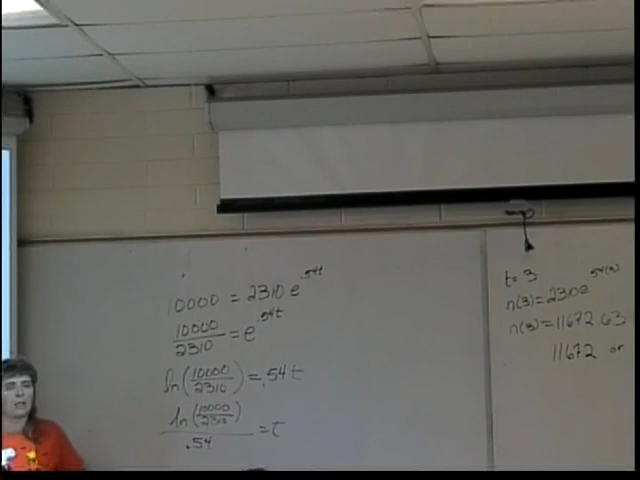 10000 = 2310 e^.54t
10000/2310 = e^.54t
ln(10000/2310) = .54t
ln(10000/2310)/.54 = t
t = 3
n(3) = 2310e^.54(3)
n(3) = 11672.63
11672 or